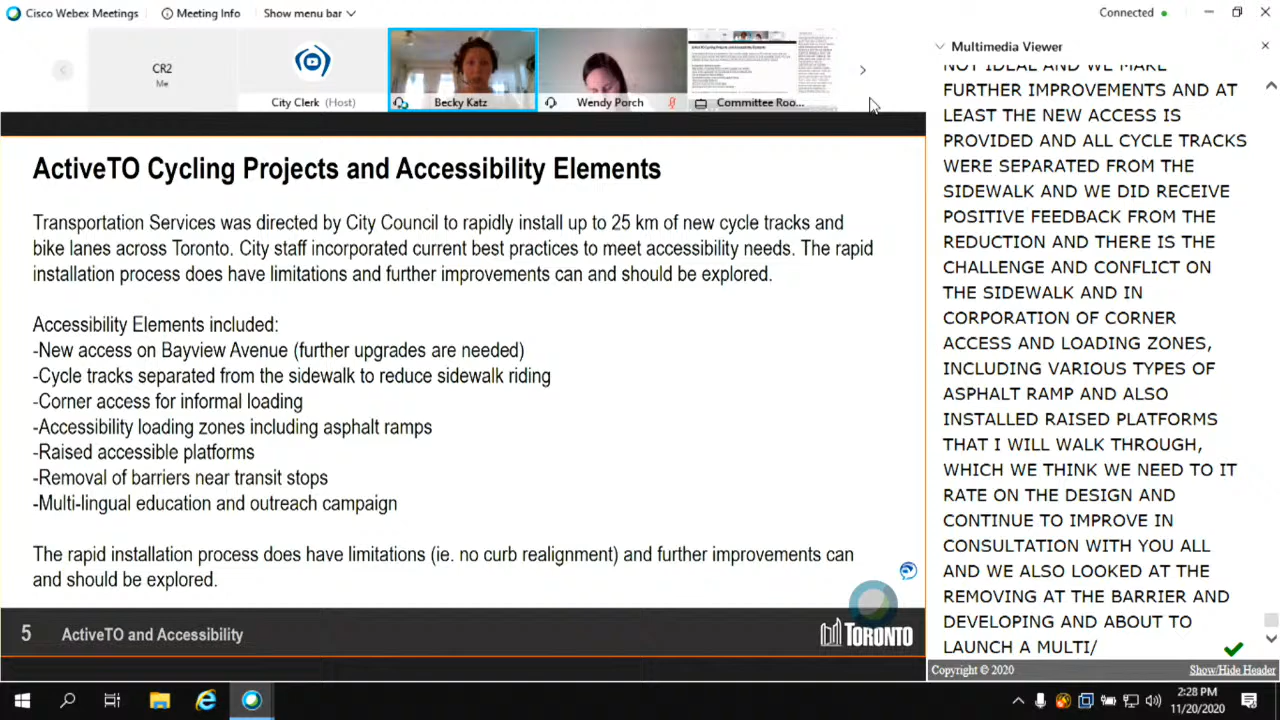 Cisco Webex Meetings
Meeting Info
Show menu bar
Connected
CR2
Me
City Clerk (Host)
Becky Katz
Wendy Porch
Committee Roo...
ActiveTO Cycling Projects and Accessibility Elements
Transportation Services was directed by City Council to rapidly install up to 25 km of new cycle tracks and
bike lanes across Toronto. City staff incorporated current best practices to meet accessibility needs. The rapid
installation process does have limitations and further improvements can and should be explored.
Accessibility Elements included:
-New access on Bayview Avenue (further upgrades are needed)
-Cycle tracks separated from the sidewalk to reduce sidewalk riding
-Corner access for informal loading
-Accessibility loading zones including asphalt ramps
-Raised accessible platforms
-Removal of barriers near transit stops
-Multi-lingual education and outreach campaign
The rapid installation process does have limitations (ie. no curb realignment) and further improvements can
and should be explored.
5 ActiveTO and Accessibility
TORONTO
Multimedia Viewer
FURTHER IMPROVEMENTS AND AT
LEAST THE NEW ACCESS IS
PROVIDED AND ALL CYCLE TRACKS
WERE SEPARATED FROM THE
SIDEWALK AND WE DID RECEIVE
POSITIVE FEEDBACK FROM THE
REDUCTION AND THERE IS THE
CHALLENGE AND CONFLICT ON
THE SIDEWALK AND IN
CORPORATION OF CORNER
ACCESS AND LOADING ZONES,
INCLUDING VARIOUS TYPES OF
ASPHALT RAMP AND ALSO
INSTALLED RAISED PLATFORMS
THAT I WILL WALK THROUGH,
WHICH WE THINK WE NEED TO IT
RATE ON THE DESIGN AND
CONTINUE TO IMPROVE IN
CONSULTATION WITH YOU ALL
AND WE ALSO LOOKED AT THE
REMOVING AT THE BARRIER AND
DEVELOPING AND ABOUT TO
LAUNCH A MULTI/
Copyright © 2020
Show/Hide Header
2:28 PM
11/20/2020